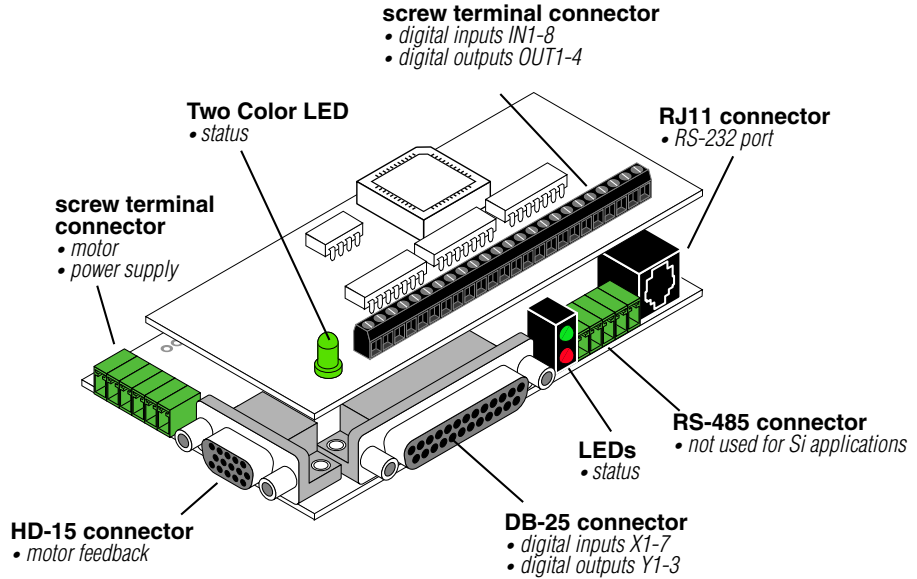 screw terminal connector
• digital inputs IN1-8
• digital outputs OUT1-4
Two Color LED
• status
RJ11 connector
• RS-232 port
screw terminal
connector
• motor
• power supply
RS-485 connector
• not used for Si applications
LEDs
• status
HD-15 connector
• motor feedback
DB-25 connector
• digital inputs X1-7
• digital outputs Y1-3